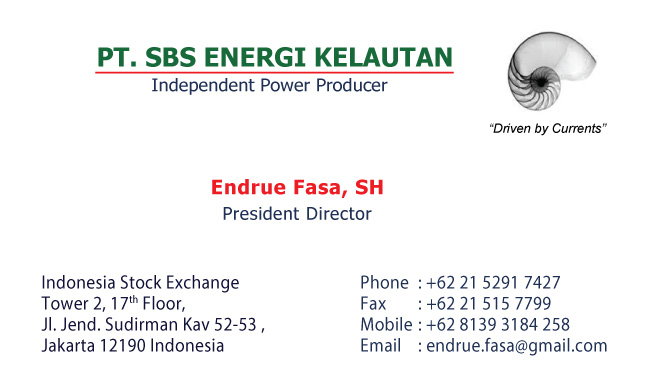 PT. SBS ENERGI KELAUTAN
Independent Power Producer
“Driven by Currents”
Endrue Fasa, SH
President Director
Indonesia Stock Exchange
Tower 2, 17th Floor,
Jl. Jend. Sudirman Kav 52-53 ,
Jakarta 12190 Indonesia
Phone : +62 21 5291 7427
Fax : +62 21 515 7799
Mobile : +62 8139 3184 258
Email : endrue.fasa@gmail.com